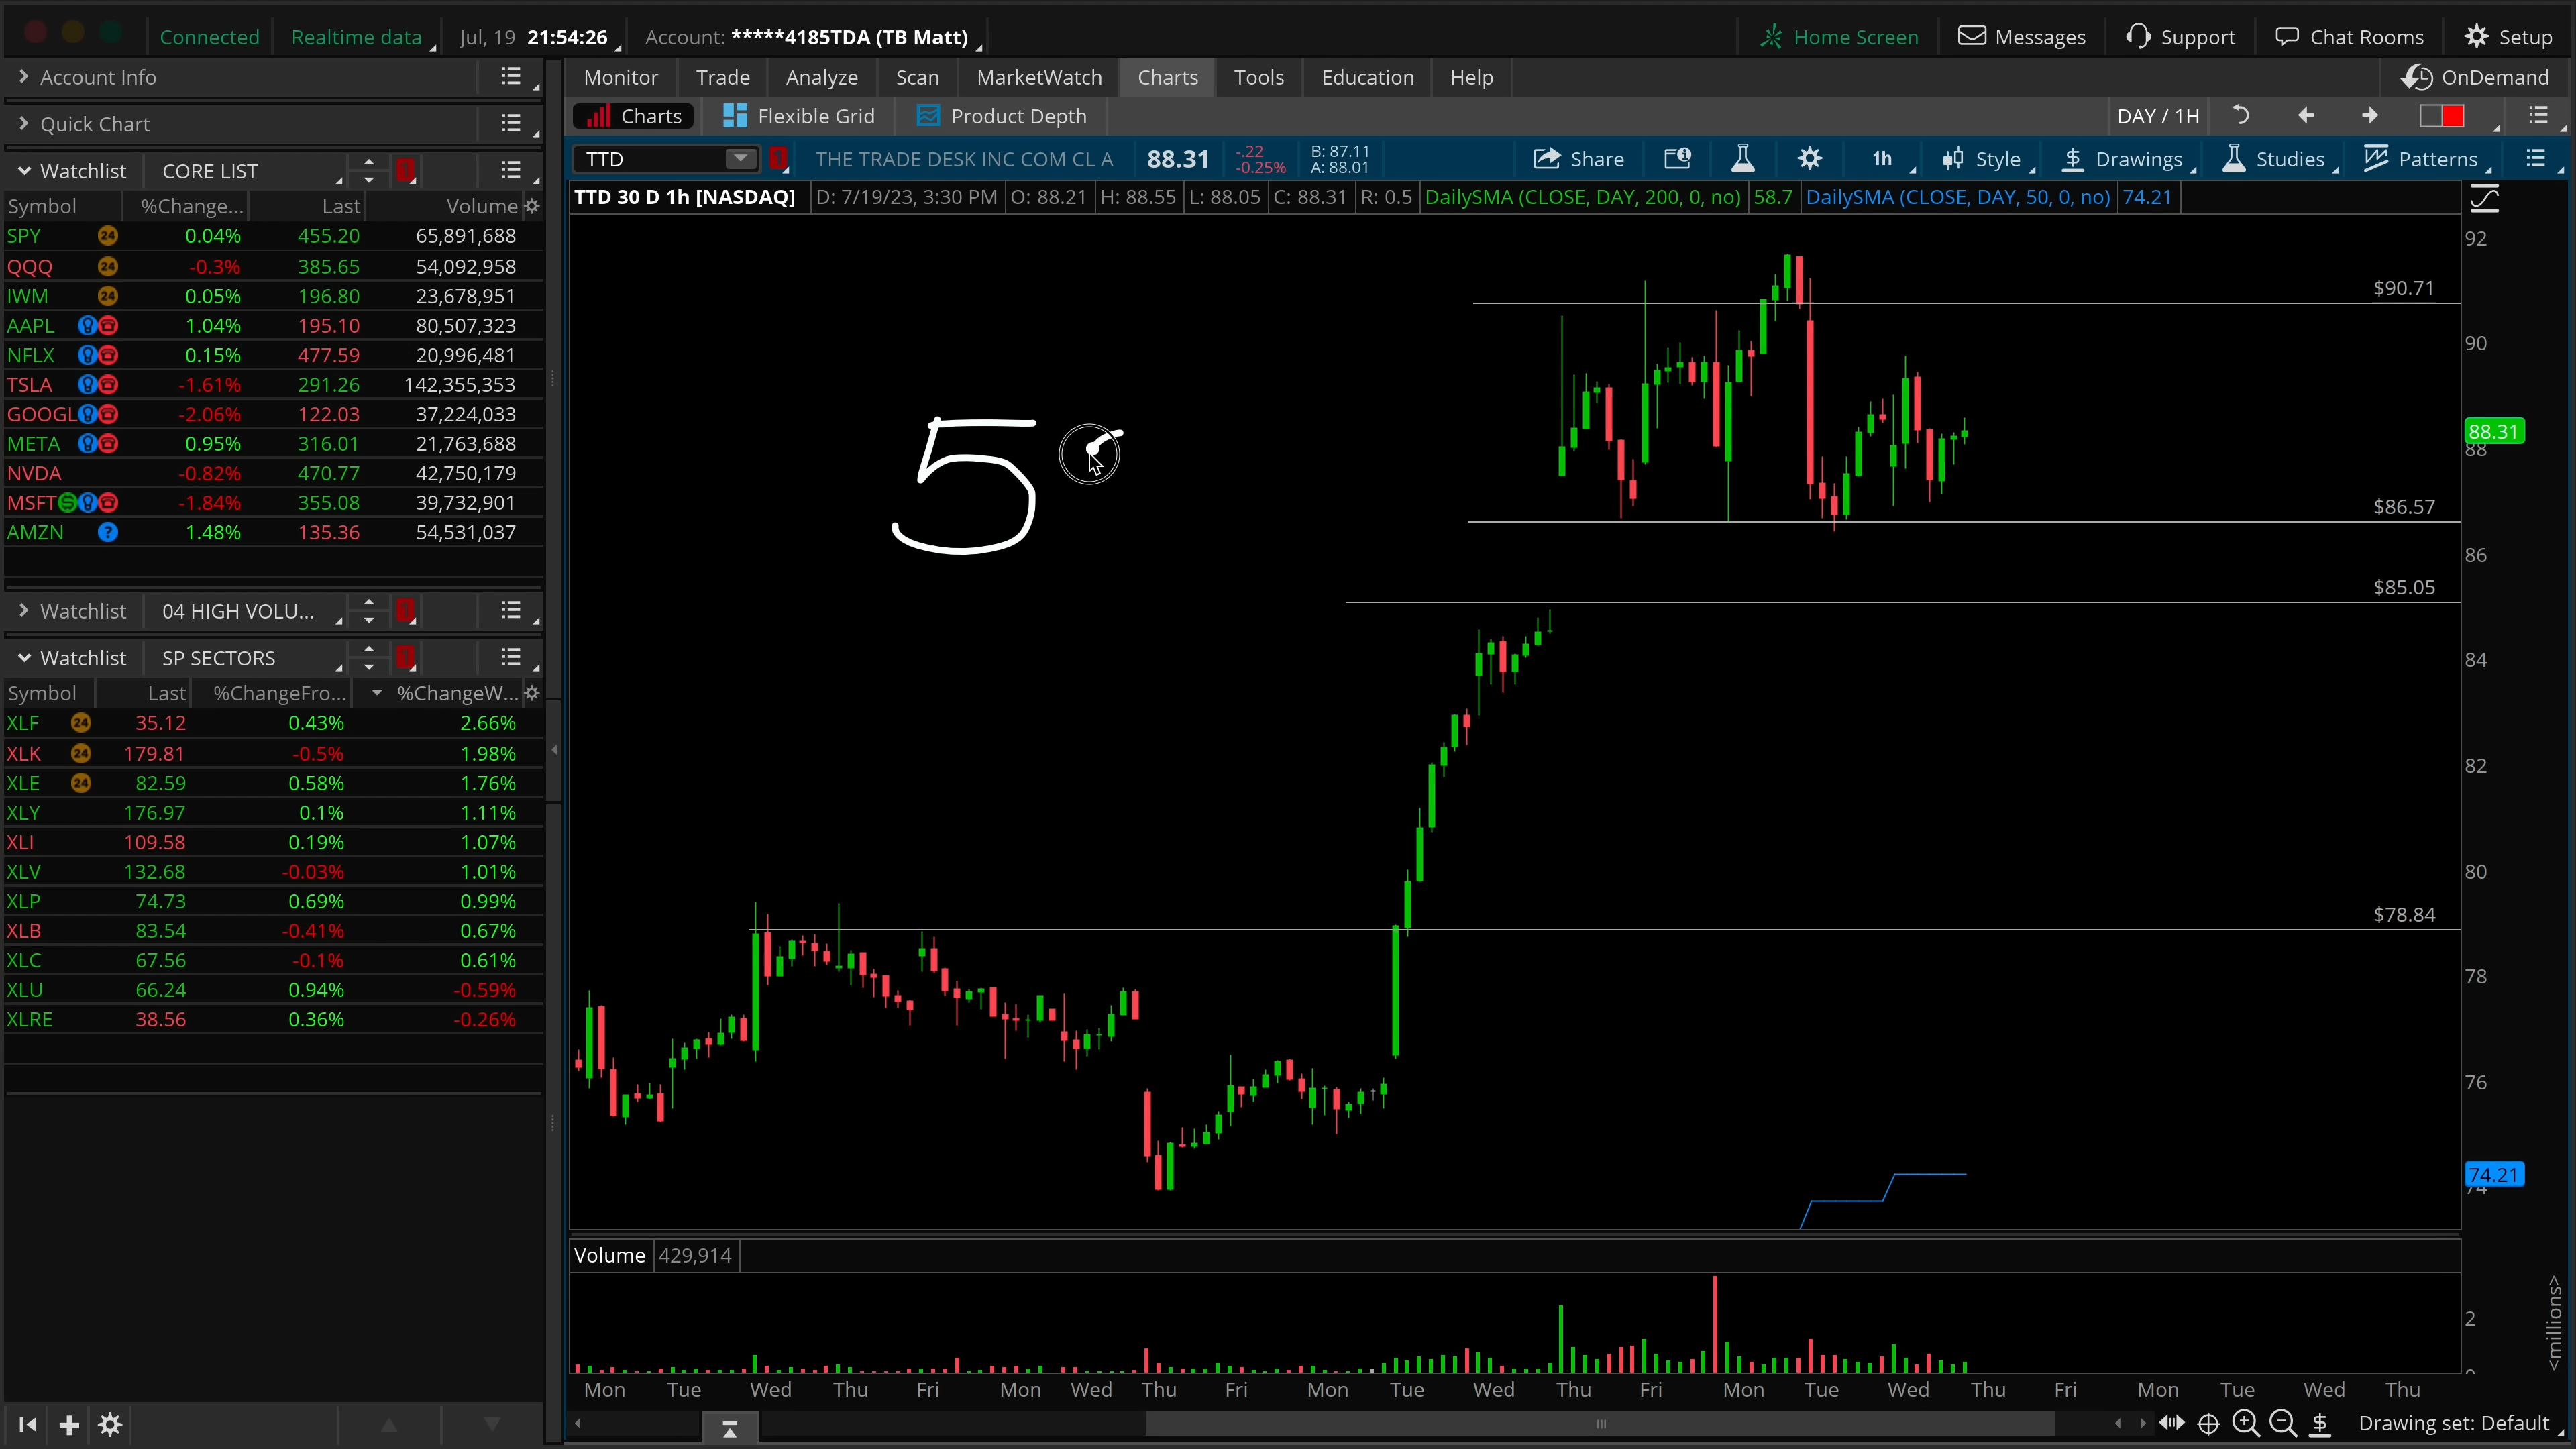 Connected Realtime data Jul, 19 21:54:26 Account: *****4185TDA (TB Matt) Home Screen Messages Support Chat Rooms Setup
Account Info
Quick Chart
Watchlist CORE LIST 1
Symbol %Change... Last Volume
SPY 24 0.04% 455.20 65,891,688
QQQ 24 -0.3% 385.65 54,092,958
IWM 24 0.05% 196.80 23,678,951
AAPL 1.04% 195.10 80,507,323
NFLX 0.15% 477.59 20,996,481
TSLA -1.61% 291.26 142,355,353
GOOGL -2.06% 122.03 37,224,033
META 0.95% 316.01 21,763,688
NVDA -0.82% 470.77 42,750,179
MSFT -1.84% 355.08 39,732,901
AMZN ? 1.48% 135.36 54,531,037
Watchlist 04 HIGH VOLU... 1
Watchlist SP SECTORS 1
Symbol Last %ChangeFro... %ChangeW...
XLF 24 35.12 0.43% 2.66%
XLK 24 179.81 -0.5% 1.98%
XLE 24 82.59 0.58% 1.76%
XLY 176.97 0.1% 1.11%
XLI 109.58 0.19% 1.07%
XLV 132.68 -0.03% 1.01%
XLP 74.73 0.69% 0.99%
XLB 83.54 -0.41% 0.67%
XLC 67.56 -0.1% 0.61%
XLU 66.24 0.94% -0.59%
XLRE 38.56 0.36% -0.26%
Monitor Trade Analyze Scan MarketWatch Charts Tools Education Help OnDemand
Charts Flexible Grid Product Depth DAY / 1H
TTD 1 THE TRADE DESK INC COM CL A 88.31 -.22 -0.25% B: 87.11 A: 88.01 Share 1h Style Drawings Studies Patterns
TTD 30 D 1h [NASDAQ] D: 7/19/23, 3:30 PM O: 88.21 H: 88.55 L: 88.05 C: 88.31 R: 0.5 DailySMA (CLOSE, DAY, 200, 0, no) 58.7 DailySMA (CLOSE, DAY, 50, 0, no) 74.21
92
$90.71
90
88.31
88
$86.57
86
$85.05
84
82
80
$78.84
78
76
74.21
74
5
Volume 429,914
2
<millions>
Mon Tue Wed Thu Fri Mon Wed Thu Fri Mon Tue Wed Thu Fri Mon Tue Wed Thu Fri Mon Tue Wed Thu
Drawing set: Default